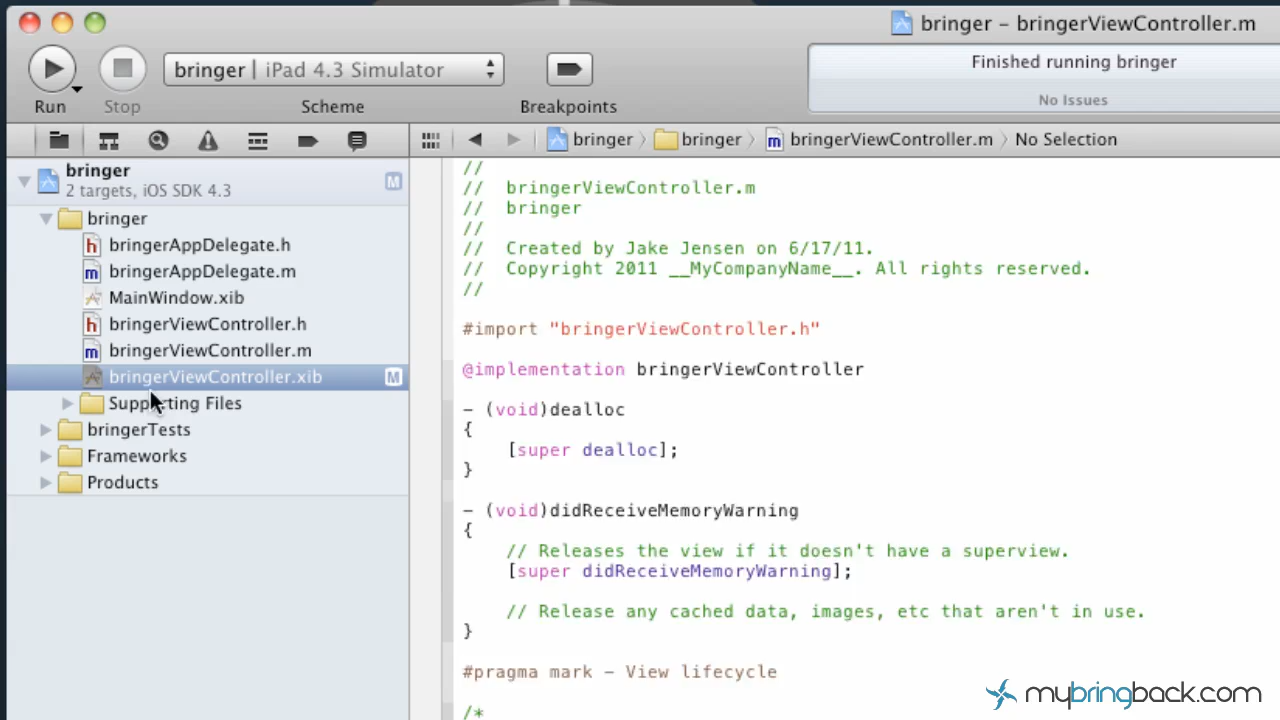 bringer – bringerViewController.m
bringer | iPad 4.3 Simulator
Finished running bringer
No Issues
Run
Stop
Scheme
Breakpoints
bringer
bringer
bringerViewController.m
No Selection
bringer
2 targets, iOS SDK 4.3
M
bringer
h bringerAppDelegate.h
m bringerAppDelegate.m
MainWindow.xib
h bringerViewController.h
m bringerViewController.m
bringerViewController.xib M
Supporting Files
bringerTests
Frameworks
Products
//
//  bringerViewController.m
//  bringer
//
//  Created by Jake Jensen on 6/17/11.
//  Copyright 2011 __MyCompanyName__. All rights reserved.
//
#import "bringerViewController.h"
@implementation bringerViewController
- (void)dealloc
{
    [super dealloc];
}
- (void)didReceiveMemoryWarning
{
    // Releases the view if it doesn't have a superview.
    [super didReceiveMemoryWarning];
    // Release any cached data, images, etc that aren't in use.
}
#pragma mark - View lifecycle
/*
mybringback.com